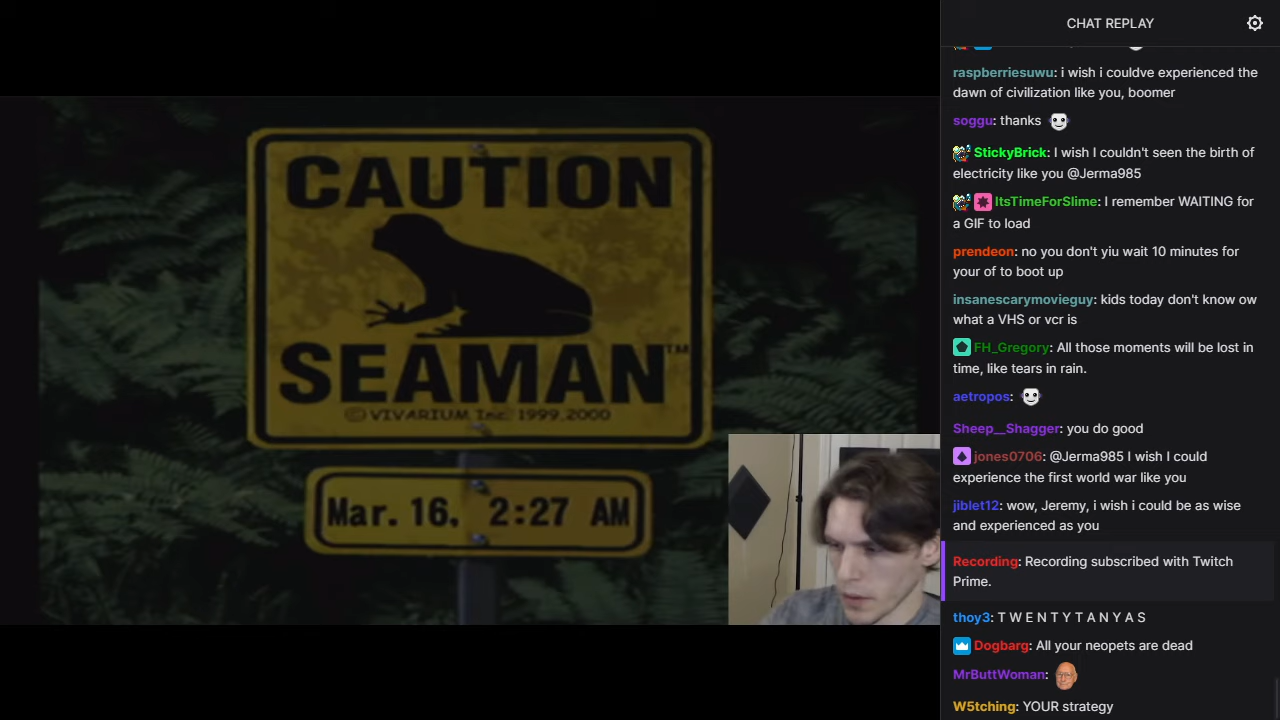 CHAT REPLAY
raspberriesuwu: i wish i couldve experienced the
dawn of civilization like you, boomer
soggu: thanks
StickyBrick: I wish I couldn't seen the birth of
electricity like you @Jerma985
ItsTimeForSlime: I remember WAITING for
a GIF to load
prendeon: no you don't yiu wait 10 minutes for
your of to boot up
insanescarymovieguy: kids today don't know ow
what a VHS or vcr is
FH_Gregory: All those moments will be lost in
time, like tears in rain.
aetropos:
Sheep__Shagger: you do good
jones0706: @Jerma985 I wish I could
experience the first world war like you
jiblet12: wow, Jeremy, i wish i could be as wise
and experienced as you
Recording: Recording subscribed with Twitch
Prime.
thoy3: T W E N T Y T A N Y A S
Dogbarg: All your neopets are dead
MrButtWoman:
W5tching: YOUR strategy
CAUTION
SEAMAN™
© VIVARIUM Inc. 1999,2000
Mar. 16, 2:27 AM